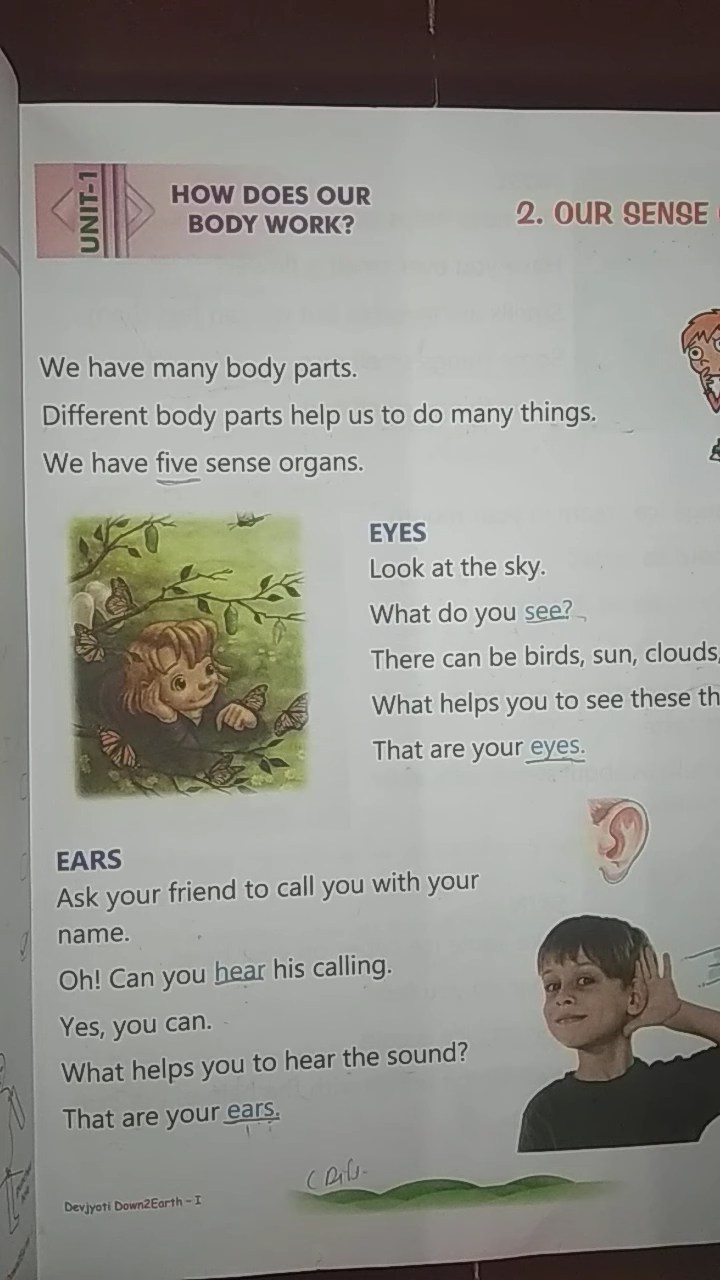 UNIT-1
HOW DOES OUR
BODY WORK?
2. OUR SENSE
We have many body parts.
Different body parts help us to do many things.
We have five sense organs.
EYES
Look at the sky.
What do you see?
There can be birds, sun, clouds,
What helps you to see these
That are your eyes.
EARS
Ask your friend to call you with your
name.
Oh! Can you hear his calling.
Yes, you can.
What helps you to hear the sound?
That are your ears.
Devjyoti Down2Earth - I